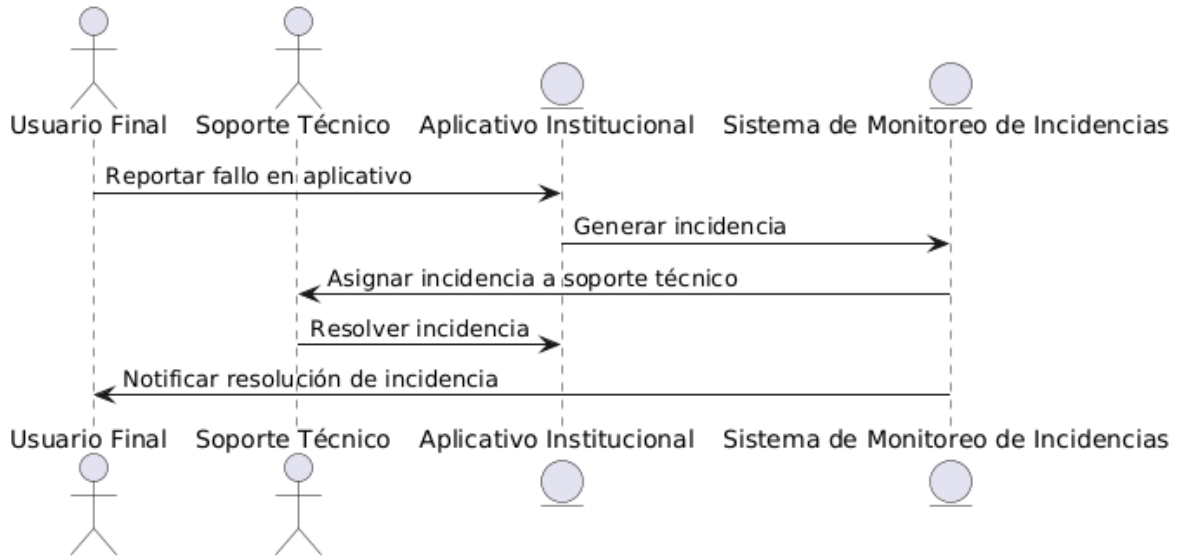 Usuario Final Soporte Técnico Aplicativo Institucional Sistema de Monitoreo de Incidencias
Reportar fallo en aplicativo
Generar incidencia
Asignar incidencia a soporte técnico
Resolver incidencia
Notificar resolución de incidencia
Usuario Final Soporte Técnico Aplicativo Institucional Sistema de Monitoreo de Incidencias